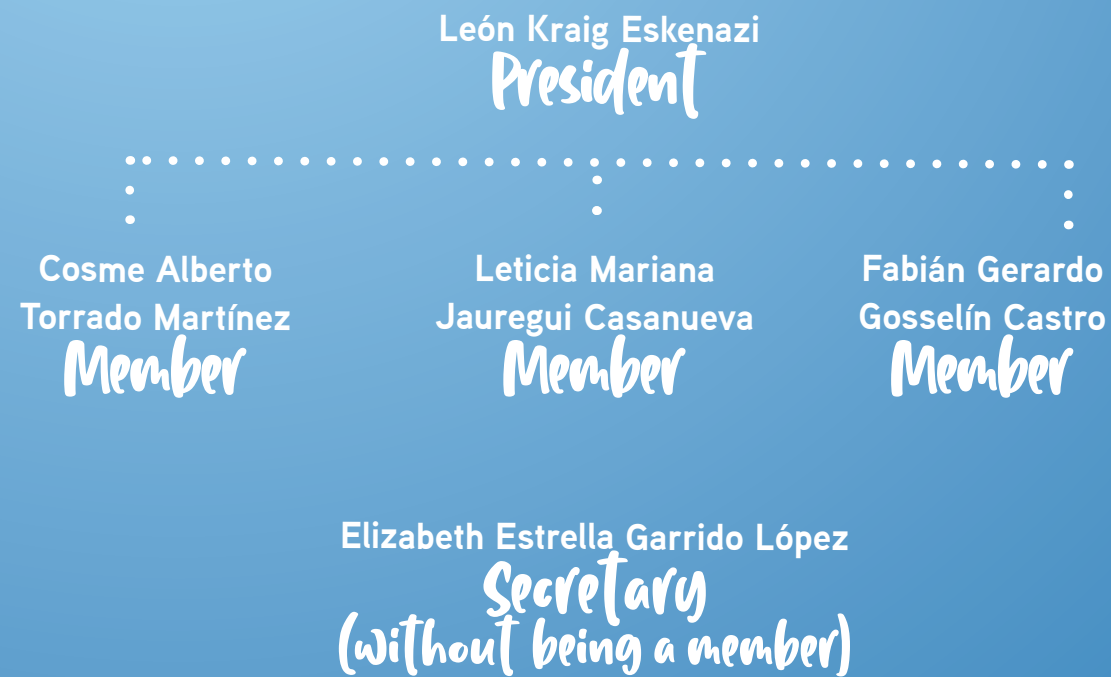 León Kraig Eskenazi
President
Cosme Alberto
Torrado Martínez
Member
Leticia Mariana
Jauregui Casanueva
Member
Fabián Gerardo
Gosselín Castro
Member
Elizabeth Estrella Garrido López
Secretary
(without being a member)